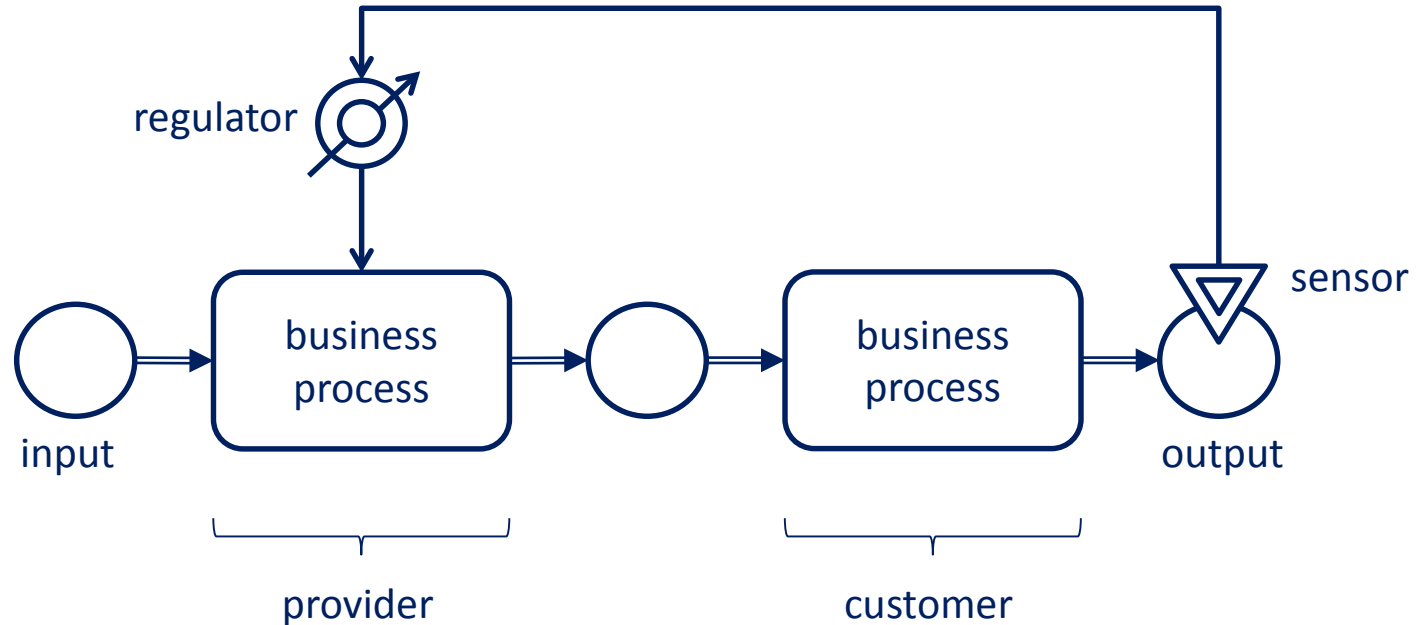 regulator
sensor
business
process
business
process
input
output
provider
customer